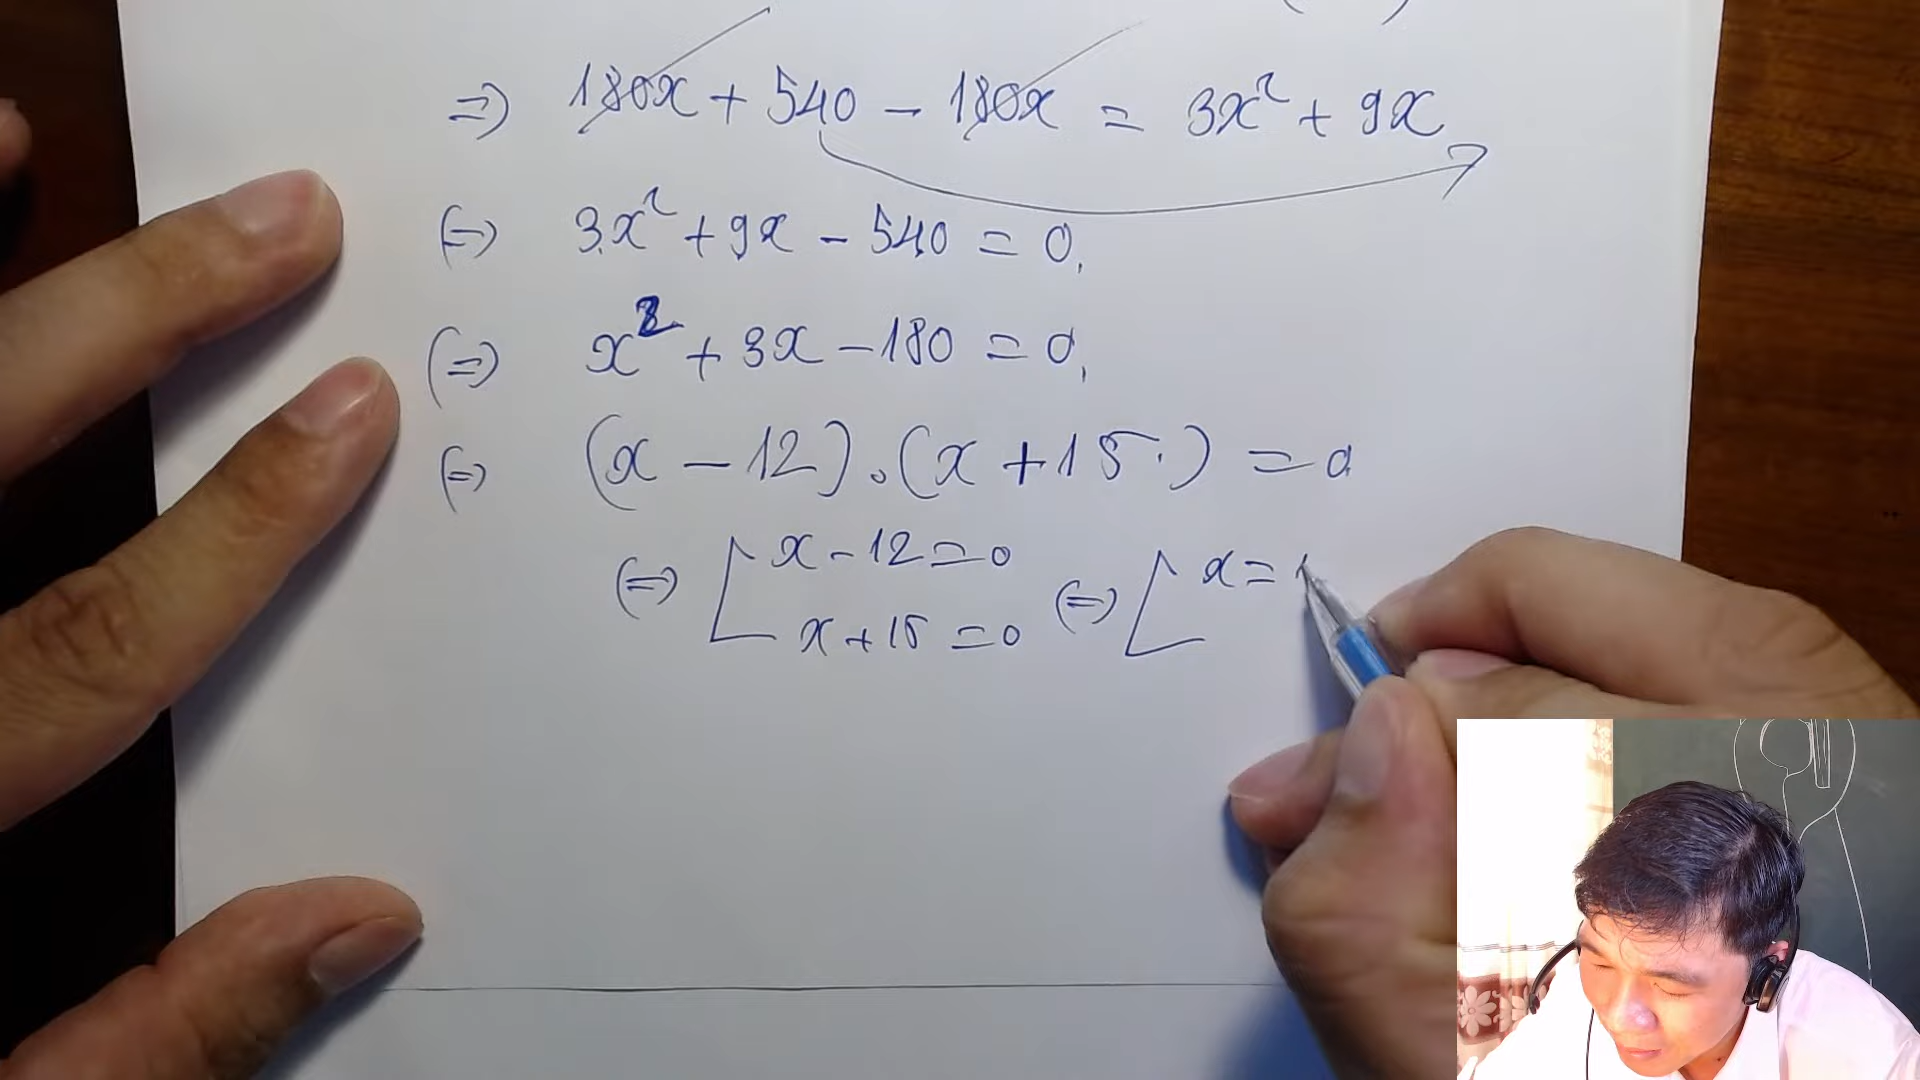 => 180x + 540 - 180x = 3x² + 9x
(=) 3x² + 9x - 540 = 0
(=) x² + 3x - 180 = 0
(=) (x - 12).(x + 15) = 0
(=) [ x - 12 = 0 (=) [ x = 1
x + 15 = 0